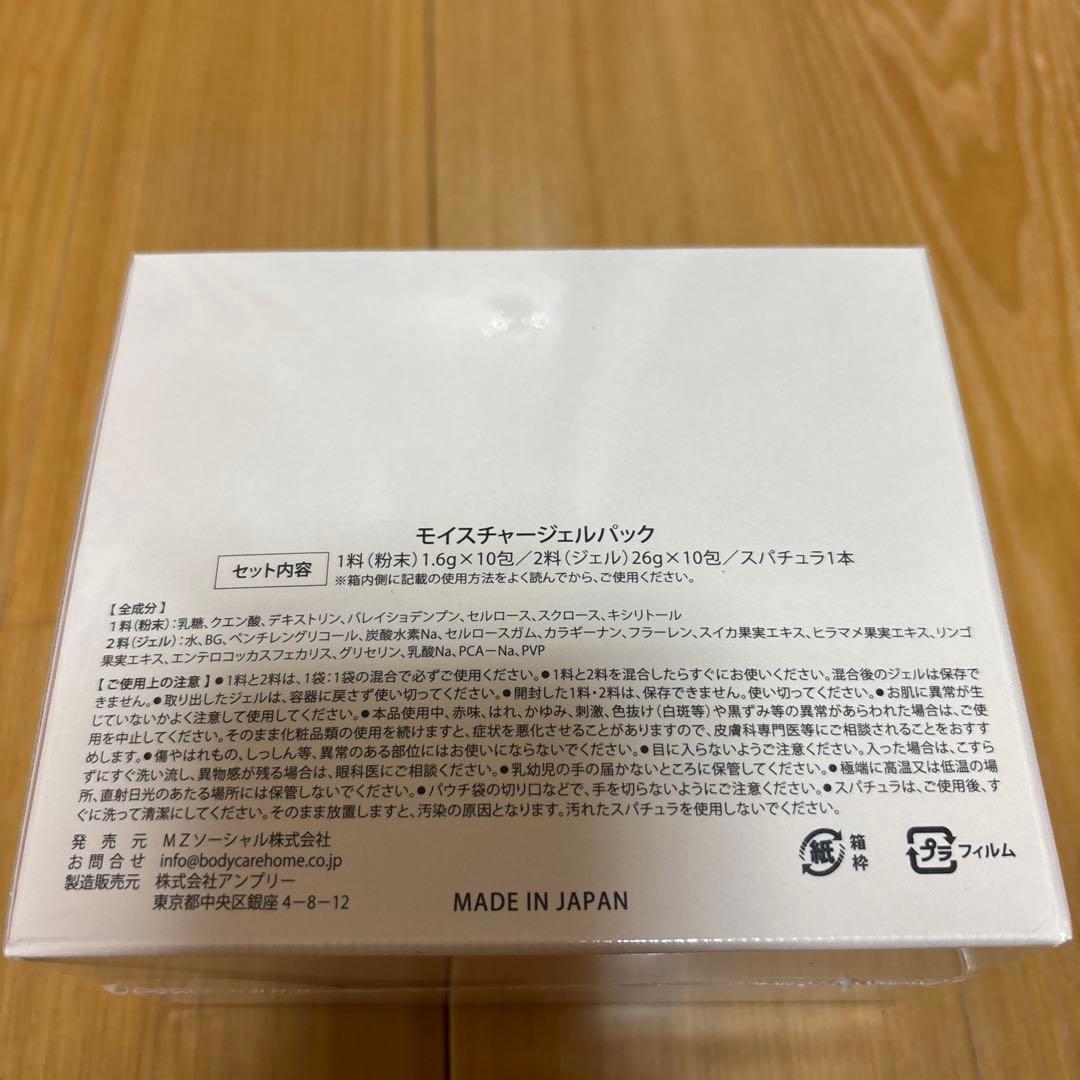 モイスチャージェルパック
セット内容 1料(粉末)1.6g×10包/2料(ジェル)26g×10包/スパチュラ1本
※箱内側に記載の使用方法をよく読んでから、ご使用ください。
【全成分】
1料(粉末):乳糖、クエン酸、デキストリン、バレイショデンプン、セルロース、スクロース、キシリトール
2料(ジェル):水、BG、ペンチレングリコール、炭酸水素Na、セルロースガム、カラギーナン、フラーレン、スイカ果実エキス、ヒラマメ果実エキス、リンゴ
果実エキス、エンテロコッカスフェカリス、グリセリン、乳酸Na、PCA-Na、PVP
【ご使用上の注意】●1料と2料は、1袋:1袋の混合で必ずご使用ください。●1料と2料を混合したらすぐにお使いください。混合後のジェルは保存で
きません。●取り出したジェルは、容器に戻さず使い切ってください。●開封した1料・2料は、保存できません。使い切ってください。●お肌に異常が生
じていないかよく注意して使用してください。●本品使用中、赤味、はれ、かゆみ、刺激、色抜け(白斑等)や黒ずみ等の異常があらわれた場合は、ご使
用を中止してください。そのまま化粧品類の使用を続けますと、症状を悪化させることがありますので、皮膚科専門医等にご相談されることをおすす
めします。●傷やはれもの、しっしん等、異常のある部位にはお使いにならないでください。●目に入らないようご注意ください。入った場合は、こすら
ずにすぐ洗い流し、異物感が残る場合は、眼科医にご相談ください。●乳幼児の手の届かないところに保管してください。●極端に高温又は低温の場
所、直射日光のあたる場所には保管しないでください。●パウチ袋の切り口などで、手を切らないようにご注意ください。●スパチュラは、ご使用後、す
ぐに洗って清潔にしてください。そのまま放置しますと、汚染の原因となります。汚れたスパチュラを使用しないでください。
発売元 MZソーシャル株式会社
お問合せ info@bodycarehome.co.jp
製造販売元 株式会社アンプリー
東京都中央区銀座4-8-12
MADE IN JAPAN
紙 箱
枠
プラ フィルム